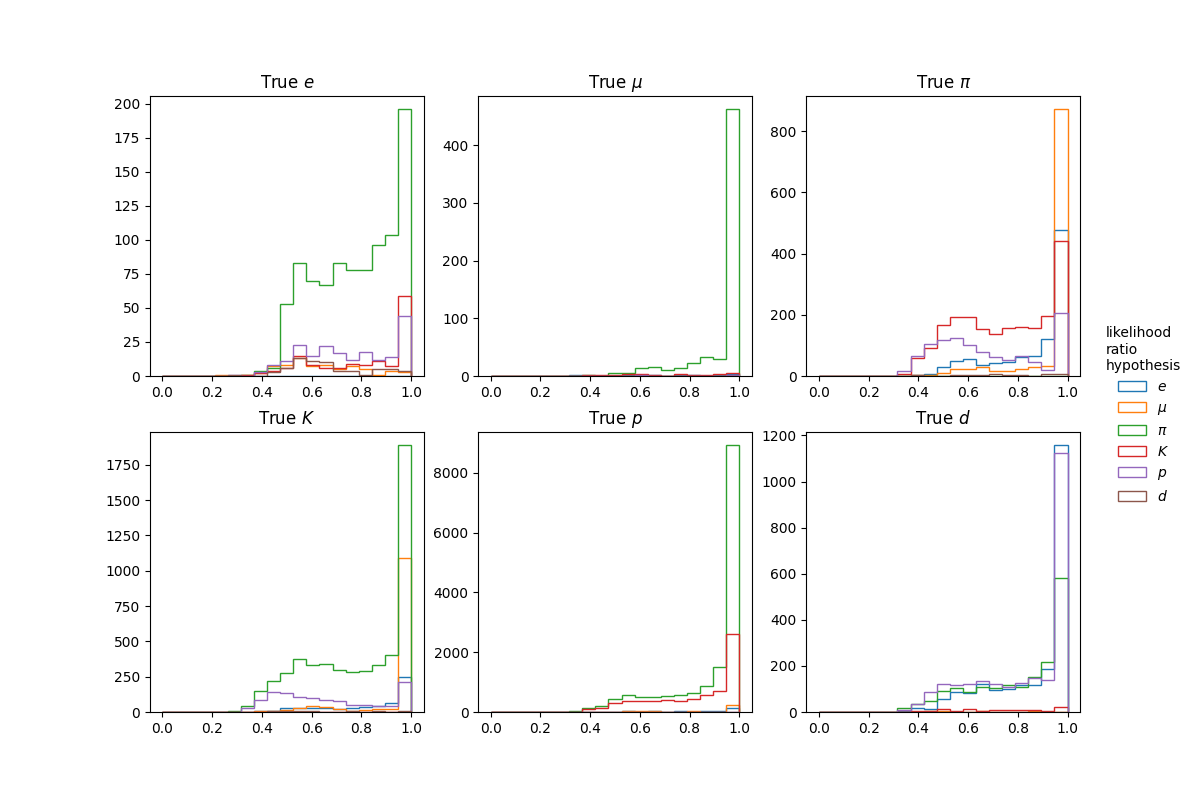 True e
True μ
True π
200
175
150
125
100
75
50
25
0
0.0 0.2 0.4 0.6 0.8 1.0
400
300
200
100
0
0.0 0.2 0.4 0.6 0.8 1.0
800
600
400
200
0
0.0 0.2 0.4 0.6 0.8 1.0
True K
True p
True d
1750
1500
1250
1000
750
500
250
0
0.0 0.2 0.4 0.6 0.8 1.0
8000
6000
4000
2000
0
0.0 0.2 0.4 0.6 0.8 1.0
1200
1000
800
600
400
200
0
0.0 0.2 0.4 0.6 0.8 1.0
likelihood
ratio
hypothesis
e
μ
π
K
p
d